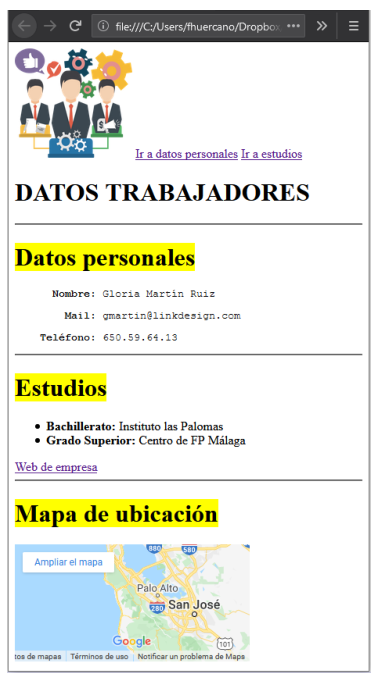 file:///C:/Users/fhuercano/Dropbox
Ir a datos personales Ir a estudios
DATOS TRABAJADORES
Datos personales
Nombre: Gloria Martín Ruiz
Mail: gmartin@linkdesign.com
Teléfono: 650.59.64.13
Estudios
• Bachillerato: Instituto las Palomas
• Grado Superior: Centro de FP Málaga
Web de empresa
Mapa de ubicación
880 580
Ampliar el mapa
Palo Alto
280 San José
Google 101
tos de mapas Términos de uso Notificar un problema de Maps